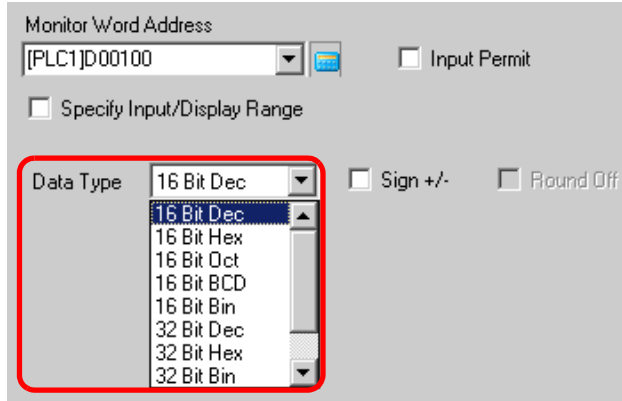 Monitor Word Address
[PLC1]D00100
Input Permit
Specify Input/Display Range
Data Type
16 Bit Dec
Sign +/-
Round Off
16 Bit Dec
16 Bit Hex
16 Bit Oct
16 Bit BCD
16 Bit Bin
32 Bit Dec
32 Bit Hex
32 Bit Bin